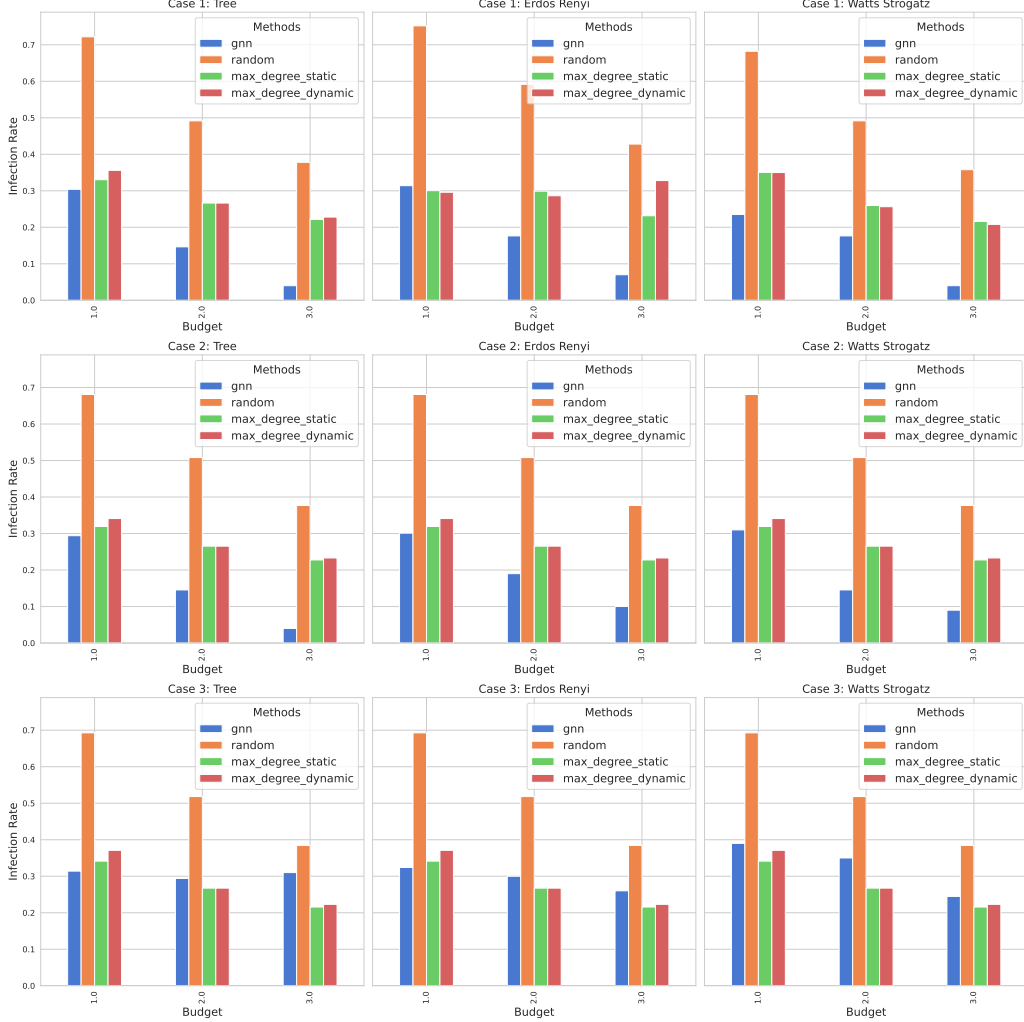 Case 1: Tree
Case 1: Erdos Renyi
Case 1: Watts Strogatz
Infection Rate
0.7
0.6
0.5
0.4
0.3
0.2
0.1
0.0
Methods
gnn
random
max_degree_static
max_degree_dynamic
1.0
2.0
3.0
Budget
Methods
gnn
random
max_degree_static
max_degree_dynamic
1.0
2.0
3.0
Budget
Methods
gnn
random
max_degree_static
max_degree_dynamic
1.0
2.0
3.0
Budget
Case 2: Tree
Case 2: Erdos Renyi
Case 2: Watts Strogatz
Infection Rate
0.7
0.6
0.5
0.4
0.3
0.2
0.1
0.0
Methods
gnn
random
max_degree_static
max_degree_dynamic
1.0
2.0
3.0
Budget
Methods
gnn
random
max_degree_static
max_degree_dynamic
1.0
2.0
3.0
Budget
Methods
gnn
random
max_degree_static
max_degree_dynamic
1.0
2.0
3.0
Budget
Case 3: Tree
Case 3: Erdos Renyi
Case 3: Watts Strogatz
Infection Rate
0.7
0.6
0.5
0.4
0.3
0.2
0.1
0.0
Methods
gnn
random
max_degree_static
max_degree_dynamic
1.0
2.0
3.0
Budget
Methods
gnn
random
max_degree_static
max_degree_dynamic
1.0
2.0
3.0
Budget
Methods
gnn
random
max_degree_static
max_degree_dynamic
1.0
2.0
3.0
Budget